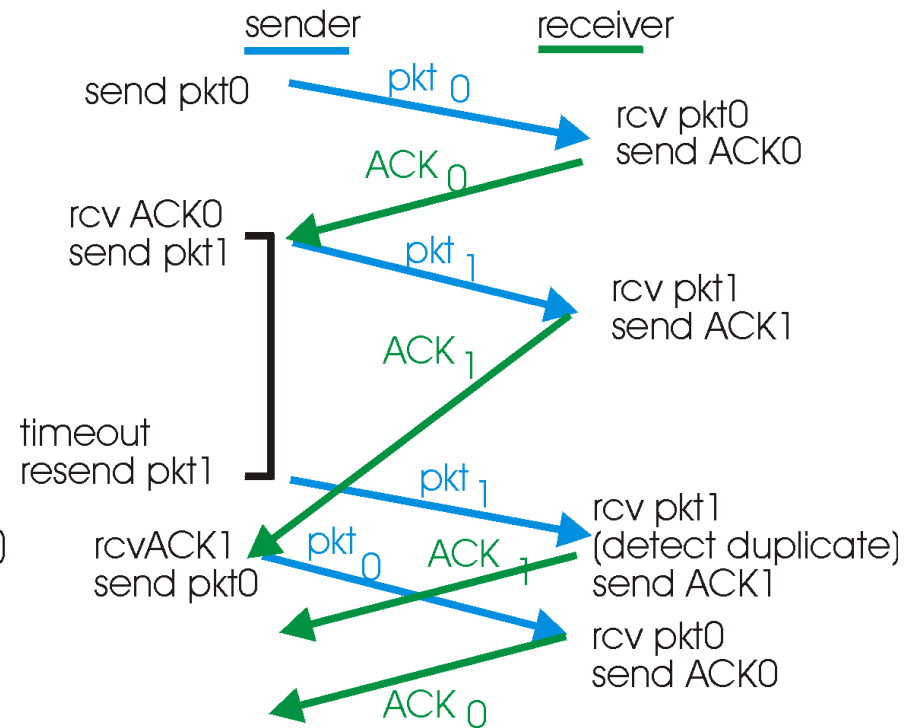 sender
receiver
send pkt0
pkt 0
rcv pkt0
send ACK0
ACK 0
rcv ACK0
send pkt1
pkt 1
rcv pkt1
send ACK1
ACK 1
timeout
resend pkt1
pkt 1
rcv pkt1
(detect duplicate)
send ACK1
)
rcvACK1
send pkt0
pkt 0
ACK 1
rcv pkt0
send ACK0
ACK 0